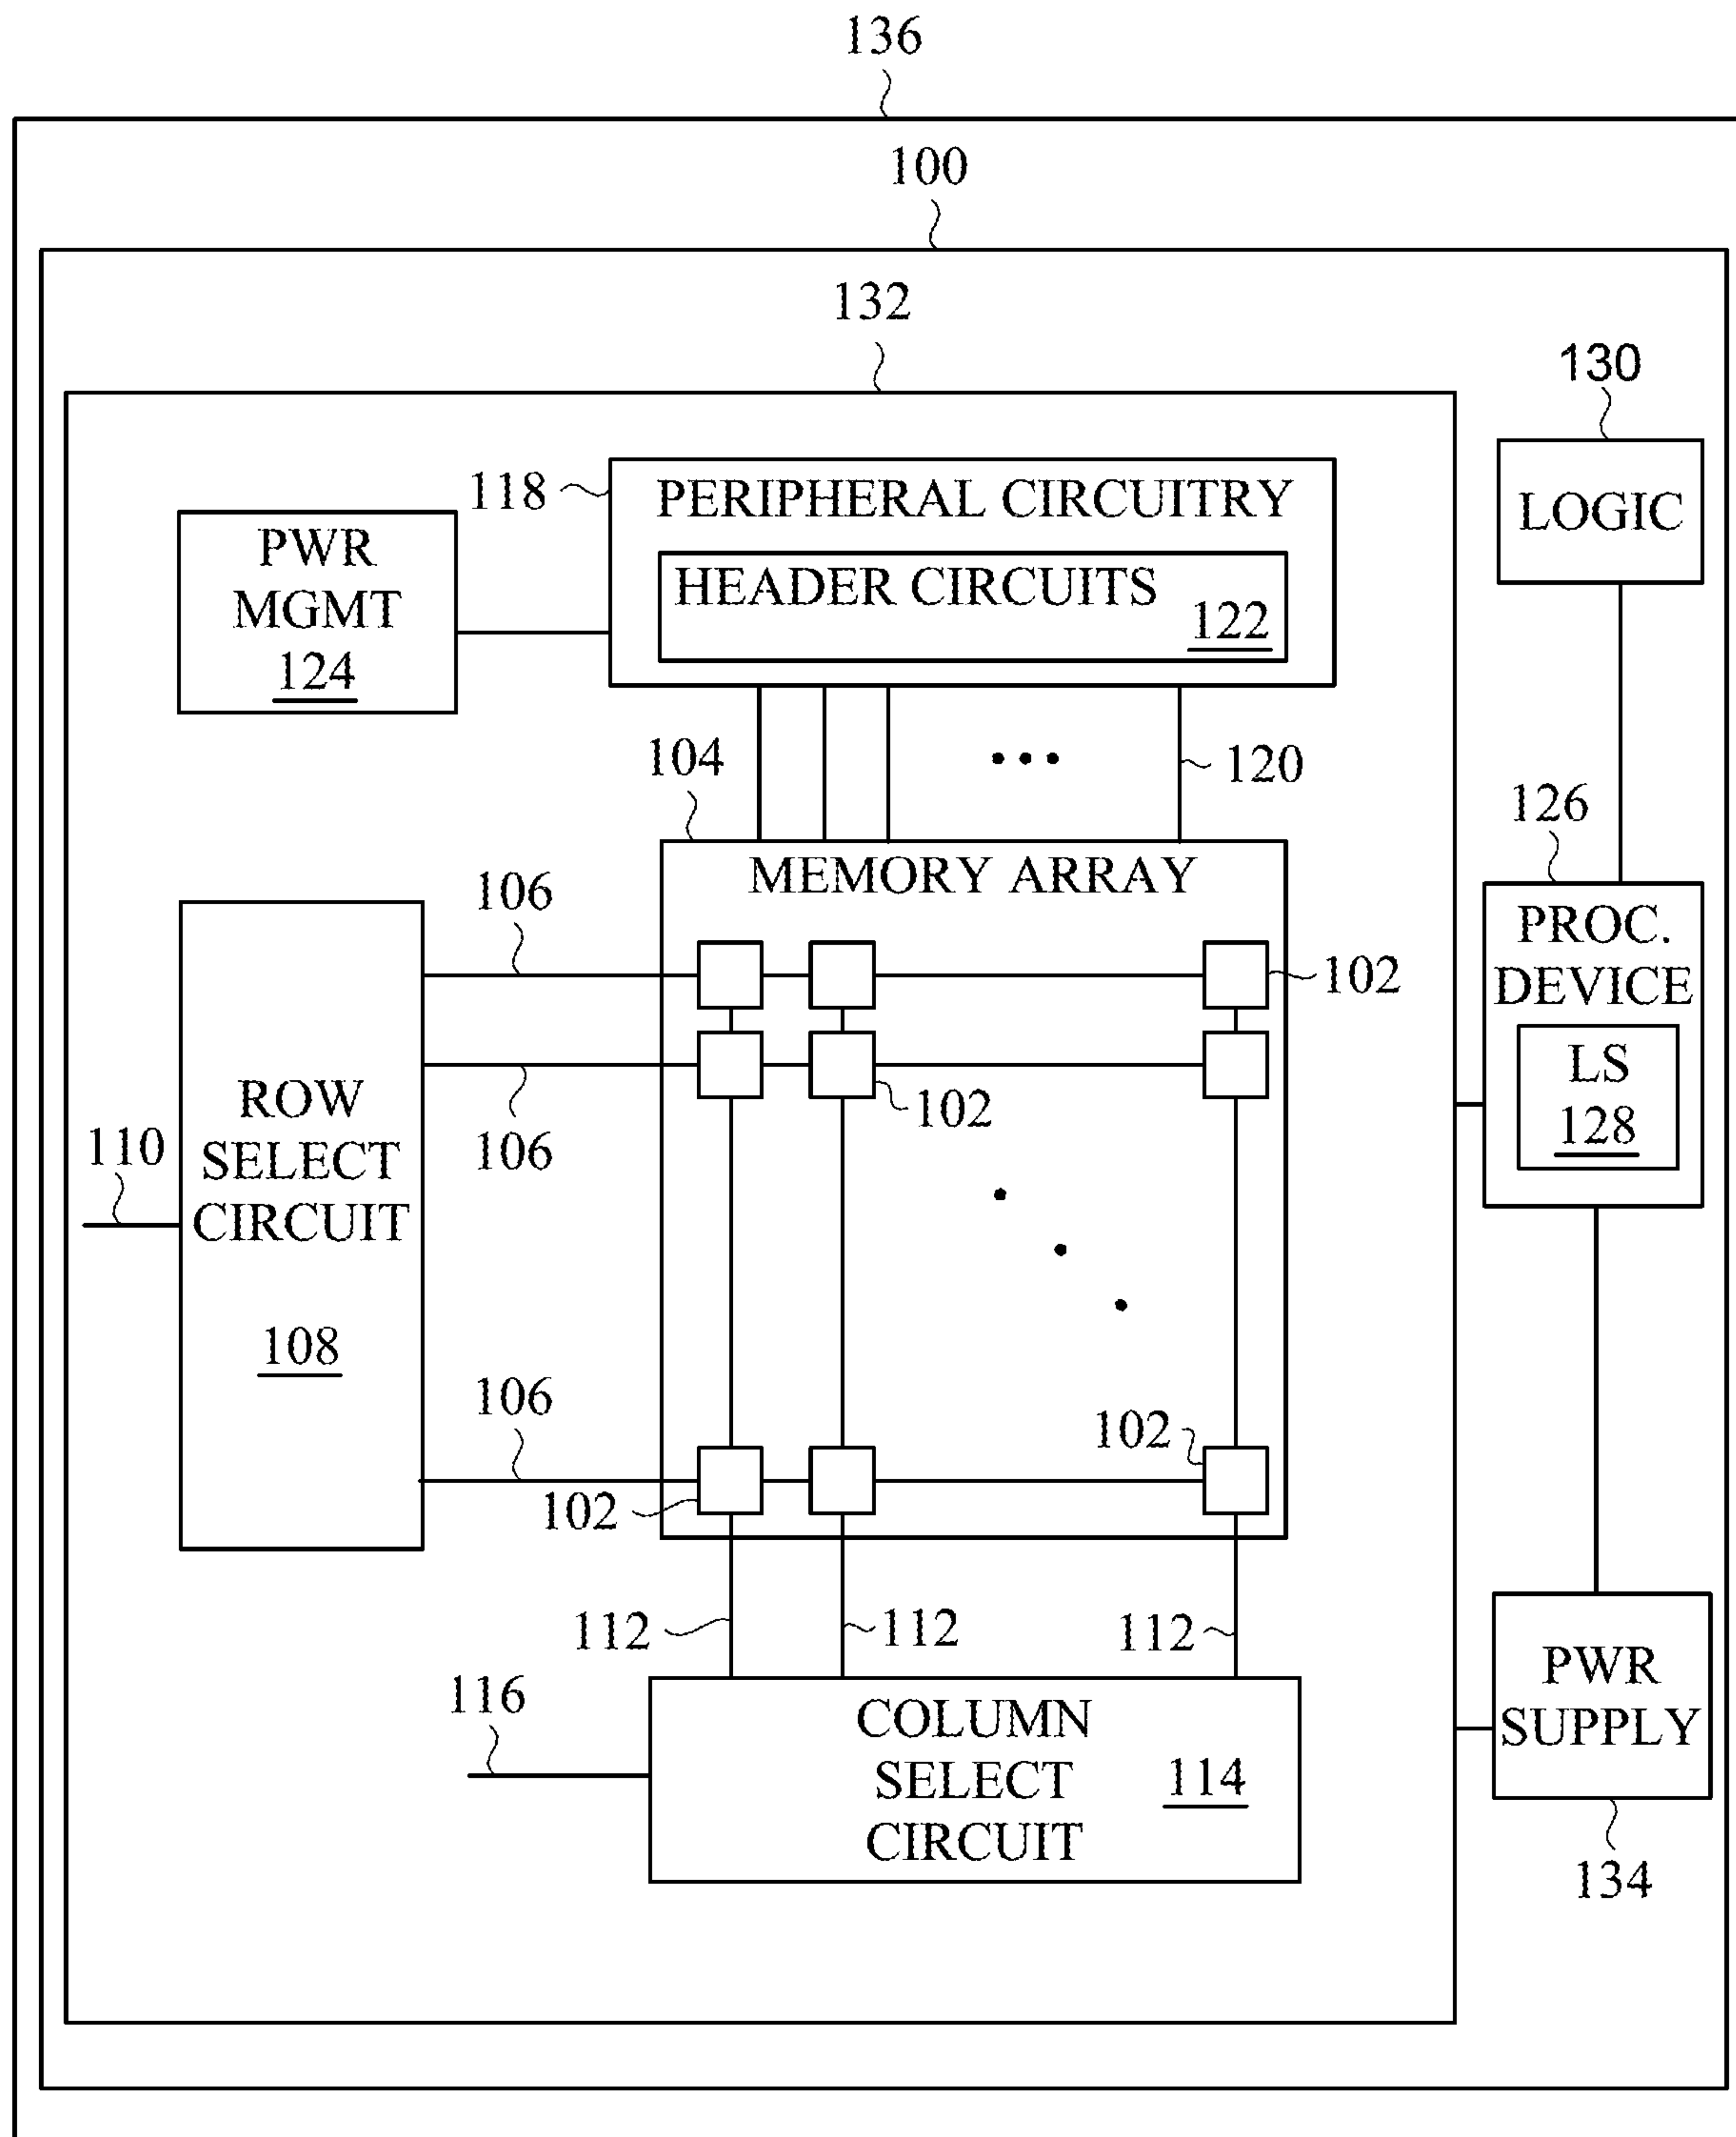 136
100
132
130
LOGIC
118
PERIPHERAL CIRCUITRY
HEADER CIRCUITS
122
PWR
MGMT
124
104
120
126
MEMORY ARRAY
PROC.
DEVICE
LS
128
106
102
106
102
110
ROW
SELECT
CIRCUIT
108
106
102
102
112
112
112
116
COLUMN
SELECT
CIRCUIT
114
PWR
SUPPLY
134